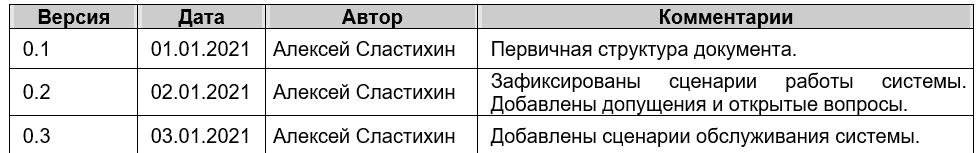 Версия Дата Автор Комментарии
0.1 01.01.2021 Алексей Сластихин Первичная структура документа.
0.2 02.01.2021 Алексей Сластихин Зафиксированы сценарии работы системы.
Добавлены допущения и открытые вопросы.
0.3 03.01.2021 Алексей Сластихин Добавлены сценарии обслуживания системы.